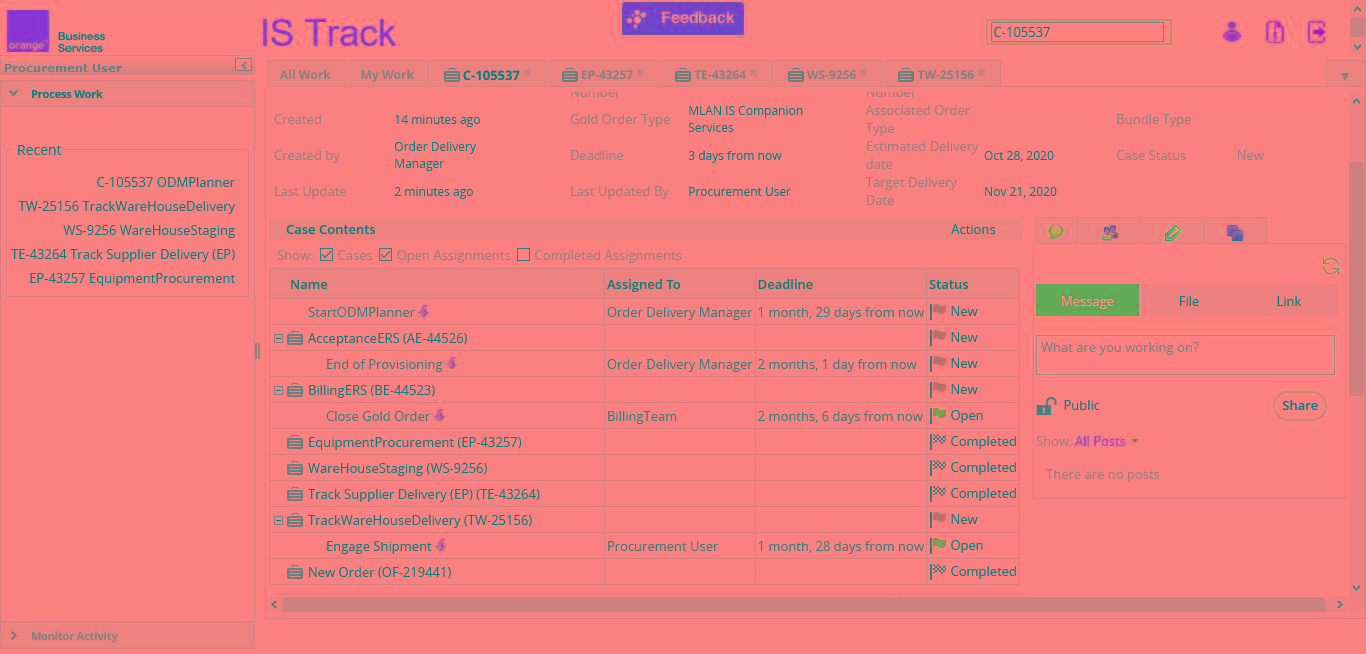 orange
Business
Services
IS Track
Feedback
C-105537
Procurement User
Process Work
Recent
C-105537 ODMPlanner
TW-25156 TrackWareHouseDelivery
WS-9256 WareHouseStaging
TE-43264 Track Supplier Delivery (EP)
EP-43257 EquipmentProcurement
Monitor Activity
All Work My Work C-105537 EP-43257 TE-43264 WS-9256 TW-25156
Number Number
Created 14 minutes ago Gold Order Type MLAN IS Companion Services Associated Order Type Bundle Type
Created by Order Delivery Manager Deadline 3 days from now Estimated Delivery date Oct 28, 2020 Case Status New
Last Update 2 minutes ago Last Updated By Procurement User Target Delivery Date Nov 21, 2020
Case Contents Actions
Show: Cases Open Assignments Completed Assignments
Name Assigned To Deadline Status
StartODMPlanner Order Delivery Manager 1 month, 29 days from now New
AcceptanceERS (AE-44526) New
End of Provisioning Order Delivery Manager 2 months, 1 day from now New
BillingERS (BE-44523) New
Close Gold Order BillingTeam 2 months, 6 days from now Open
EquipmentProcurement (EP-43257) Completed
WareHouseStaging (WS-9256) Completed
Track Supplier Delivery (EP) (TE-43264) Completed
TrackWareHouseDelivery (TW-25156) New
Engage Shipment Procurement User 1 month, 28 days from now Open
New Order (OF-219441) Completed
Message File Link
What are you working on?
Public Share
Show: All Posts
There are no posts